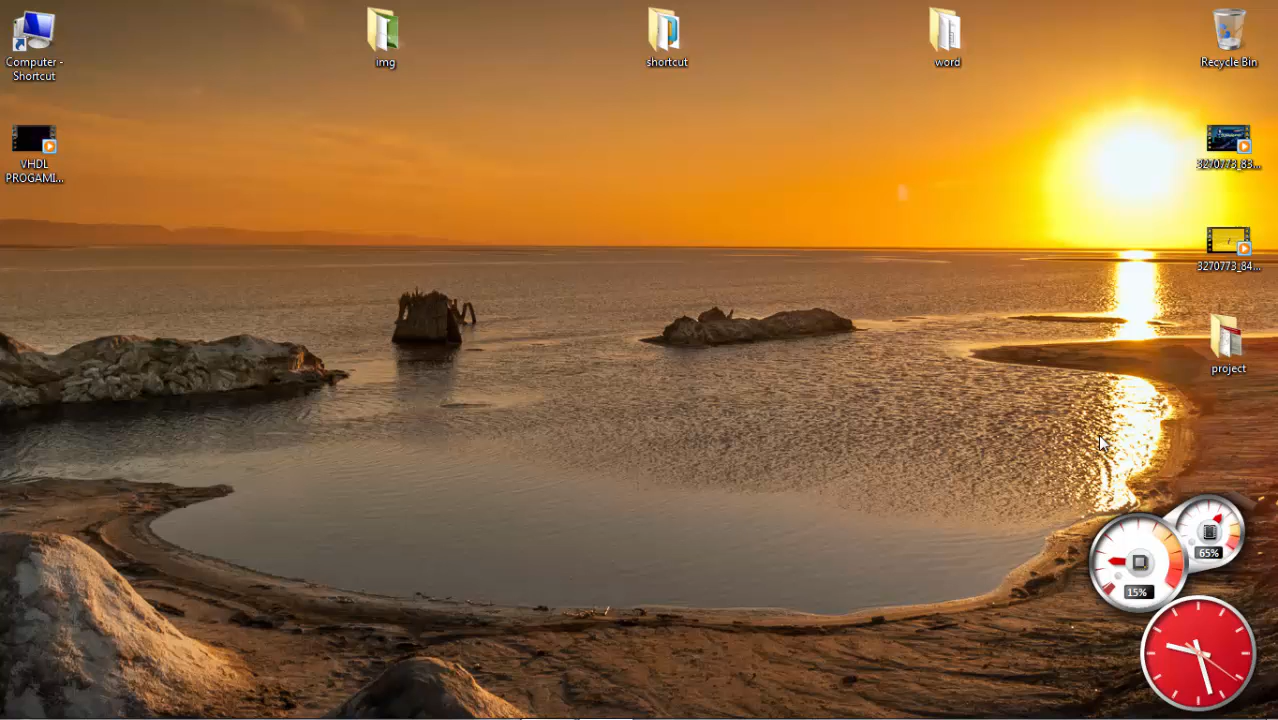 Computer -
Shortcut
img
shortcut
word
Recycle Bin
VHDL
PROGAMI...
3270773_83...
3270773_84...
project
65%
15%